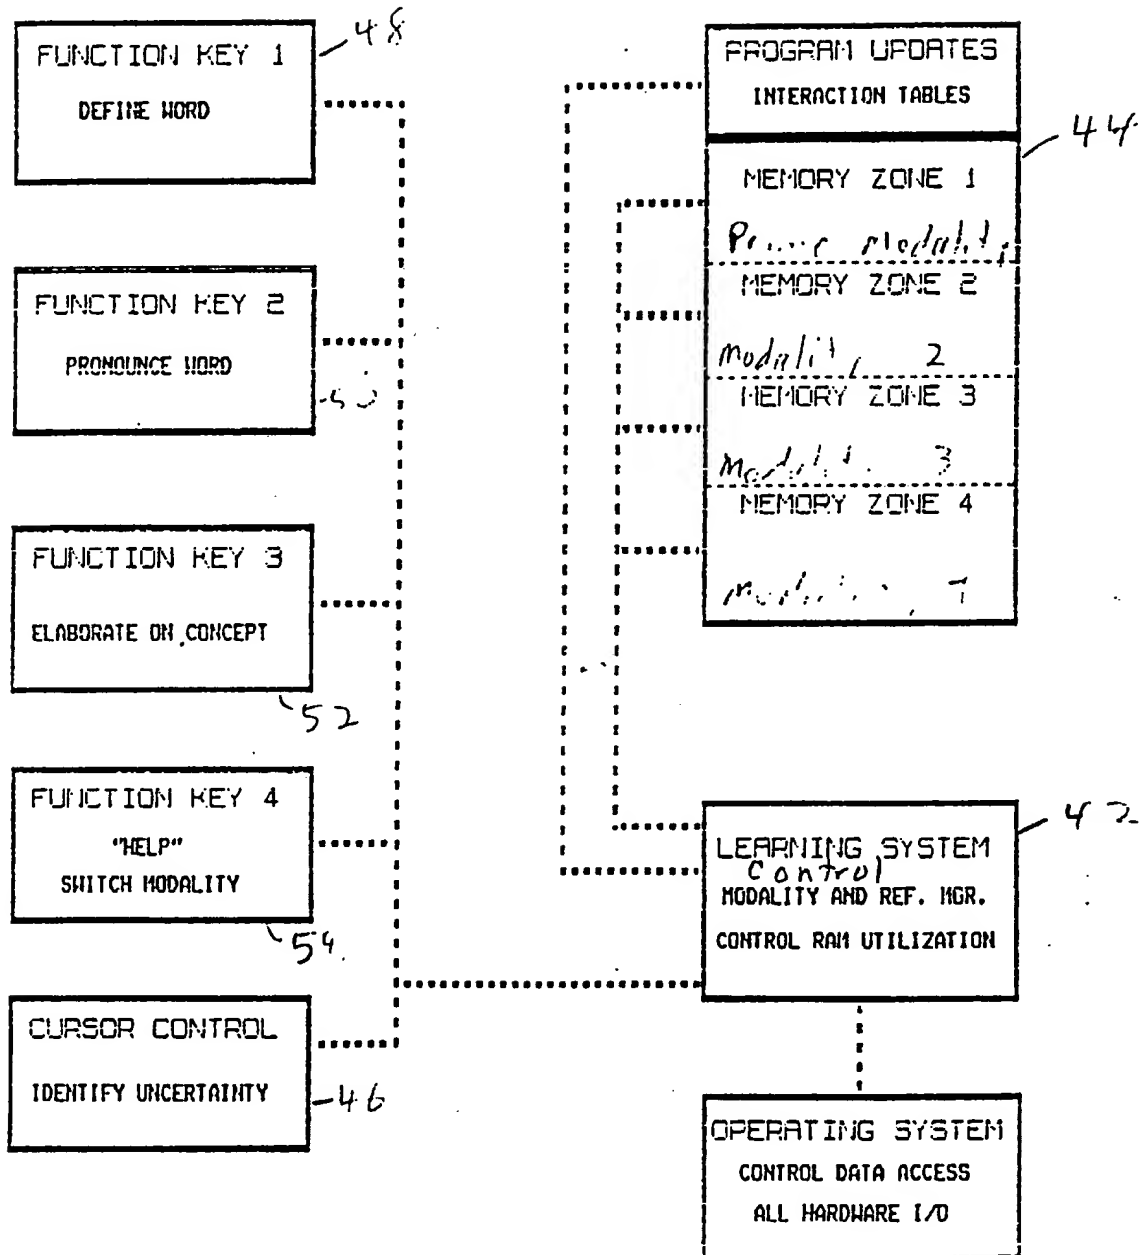 FUNCTION KEY 1
DEFINE WORD
48
FUNCTION KEY 2
PRONOUNCE WORD
50
FUNCTION KEY 3
ELABORATE ON CONCEPT
52
FUNCTION KEY 4
"HELP"
SWITCH MODALITY
54
CURSOR CONTROL
IDENTIFY UNCERTAINTY
46
PROGRAM UPDATES
INTERACTION TABLES
44
MEMORY ZONE 1
Modality
MEMORY ZONE 2
Modality 2
MEMORY ZONE 3
Modality 3
MEMORY ZONE 4
Modality
42
LEARNING SYSTEM
Control
MODALITY AND REF. MGR.
CONTROL RAM UTILIZATION
OPERATING SYSTEM
CONTROL DATA ACCESS
ALL HARDWARE I/O